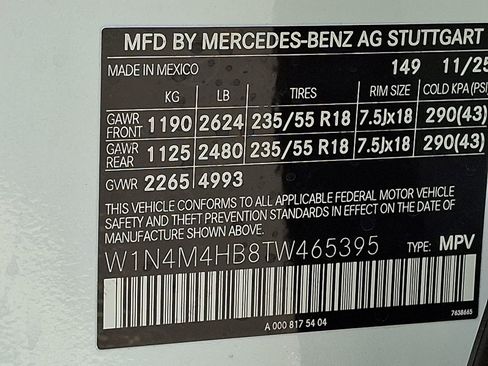 MFD BY MERCEDES-BENZ AG STUTTGART
MADE IN MEXICO 149 11/25
KG LB TIRES RIM SIZE COLD KPA (PSI)
GAWR FRONT 1190 2624 235/55 R18 7.5Jx18 290(43)
GAWR REAR 1125 2480 235/55 R18 7.5Jx18 290(43)
GVWR 2265 4993
THIS VEHICLE CONFORMS TO ALL APPLICABLE FEDERAL MOTOR VEHICLE
SAFETY AND THEFT PREVENTION STANDARDS IN EFFECT ON THE DATE OF
MANUFACTURE SHOWN ABOVE.
W1N4M4HB8TW465395 TYPE: MPV
A 000 817 54 04 7638665